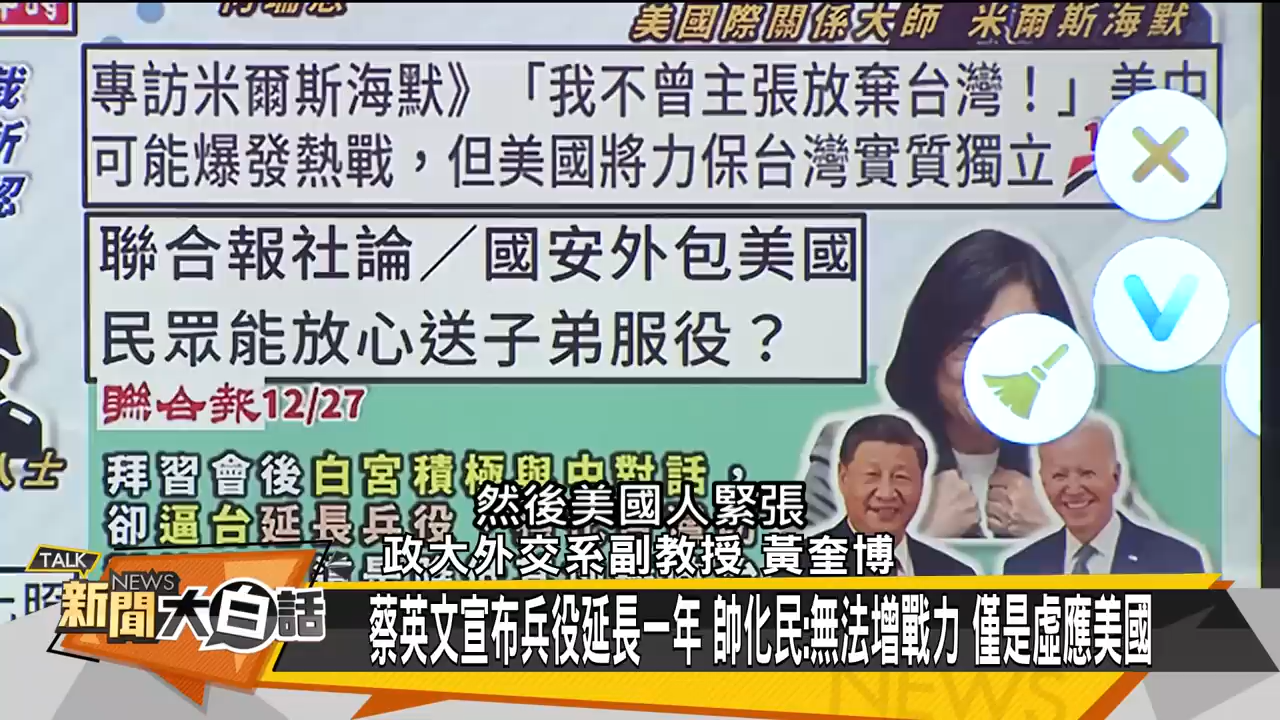 美國際關係大師 米爾斯海默
專訪米爾斯海默》「我不曾主張放棄台灣！」美中
可能爆發熱戰，但美國將力保台灣實質獨立
聯合報社論／國安外包美國
民眾能放心送子弟服役？
聯合報12/27
拜習會後白宮積極與中對話，
卻逼台延長兵役
然後美國人緊張
政大外交系副教授 黃奎博
TALK
NEWS
新聞大白話
蔡英文宣布兵役延長一年 帥化民:無法增戰力 僅是虛應美國
NEWS